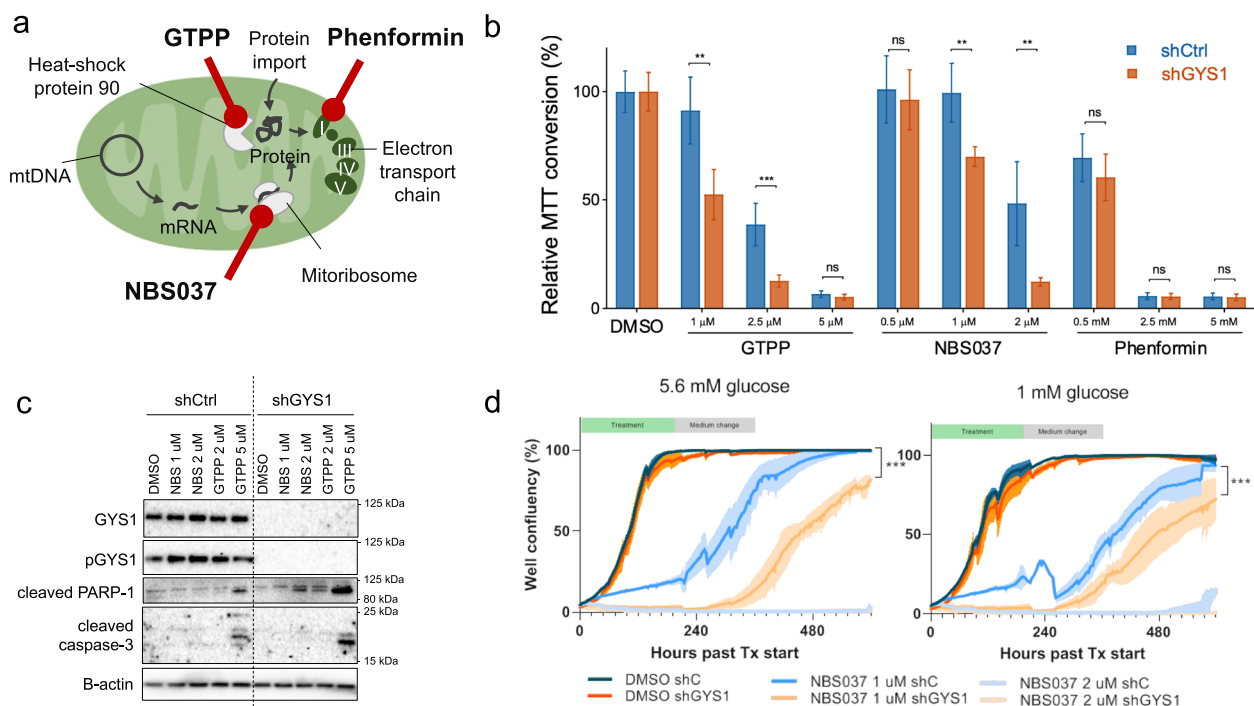 a
GTPP
Protein
import
Phenformin
Heat-shock
protein 90
I
III
IV
V
Protein
Electron
transport
chain
mtDNA
mRNA
Mitoribosome
NBS037
b
Relative MTT conversion (%)
100
50
0
** *** ns ns ** ** ns ns ns
shCtrl
shGYS1
DMSO
1 µM 2.5 µM 5 µM 0.5 µM 1 µM 2 µM 0.5 mM 2.5 mM 5 mM
GTPP NBS037 Phenformin
c
shCtrl shGYS1
DMSO
NBS 1 uM
NBS 2 uM
GTPP 2 uM
GTPP 5 uM
DMSO
NBS 1 uM
NBS 2 uM
GTPP 2 uM
GTPP 5 uM
GYS1
125 kDa
pGYS1
125 kDa
cleaved PARP-1
125 kDa
80 kDa
cleaved
caspase-3
25 kDa
15 kDa
B-actin
d
5.6 mM glucose
Treatment Medium change
Well confluency (%)
100
50
0
***
0 240 480
Hours past Tx start
1 mM glucose
Treatment Medium change
100
50
0
***
0 240 480
Hours past Tx start
DMSO shC
DMSO shGYS1
NBS037 1 uM shC
NBS037 1 uM shGYS1
NBS037 2 uM shC
NBS037 2 uM shGYS1